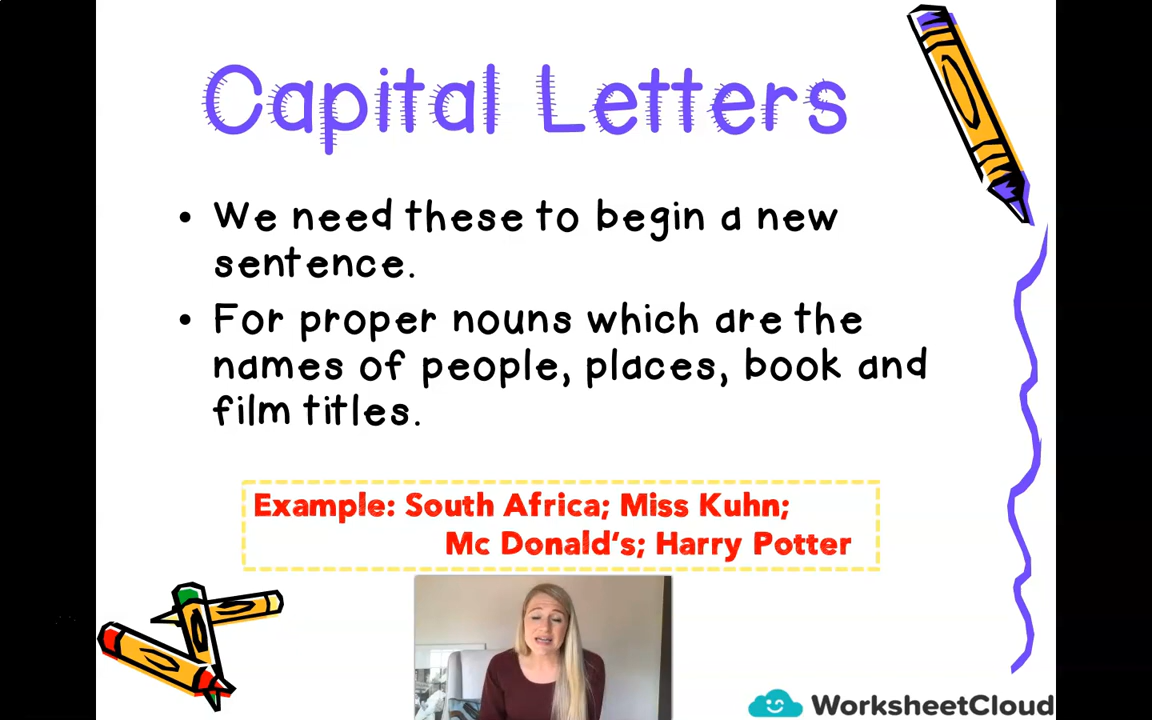 Capital Letters
• We need these to begin a new
sentence.
• For proper nouns which are the
names of people, places, book and
film titles.
Example: South Africa; Miss Kuhn;
Mc Donald's; Harry Potter
WorksheetCloud